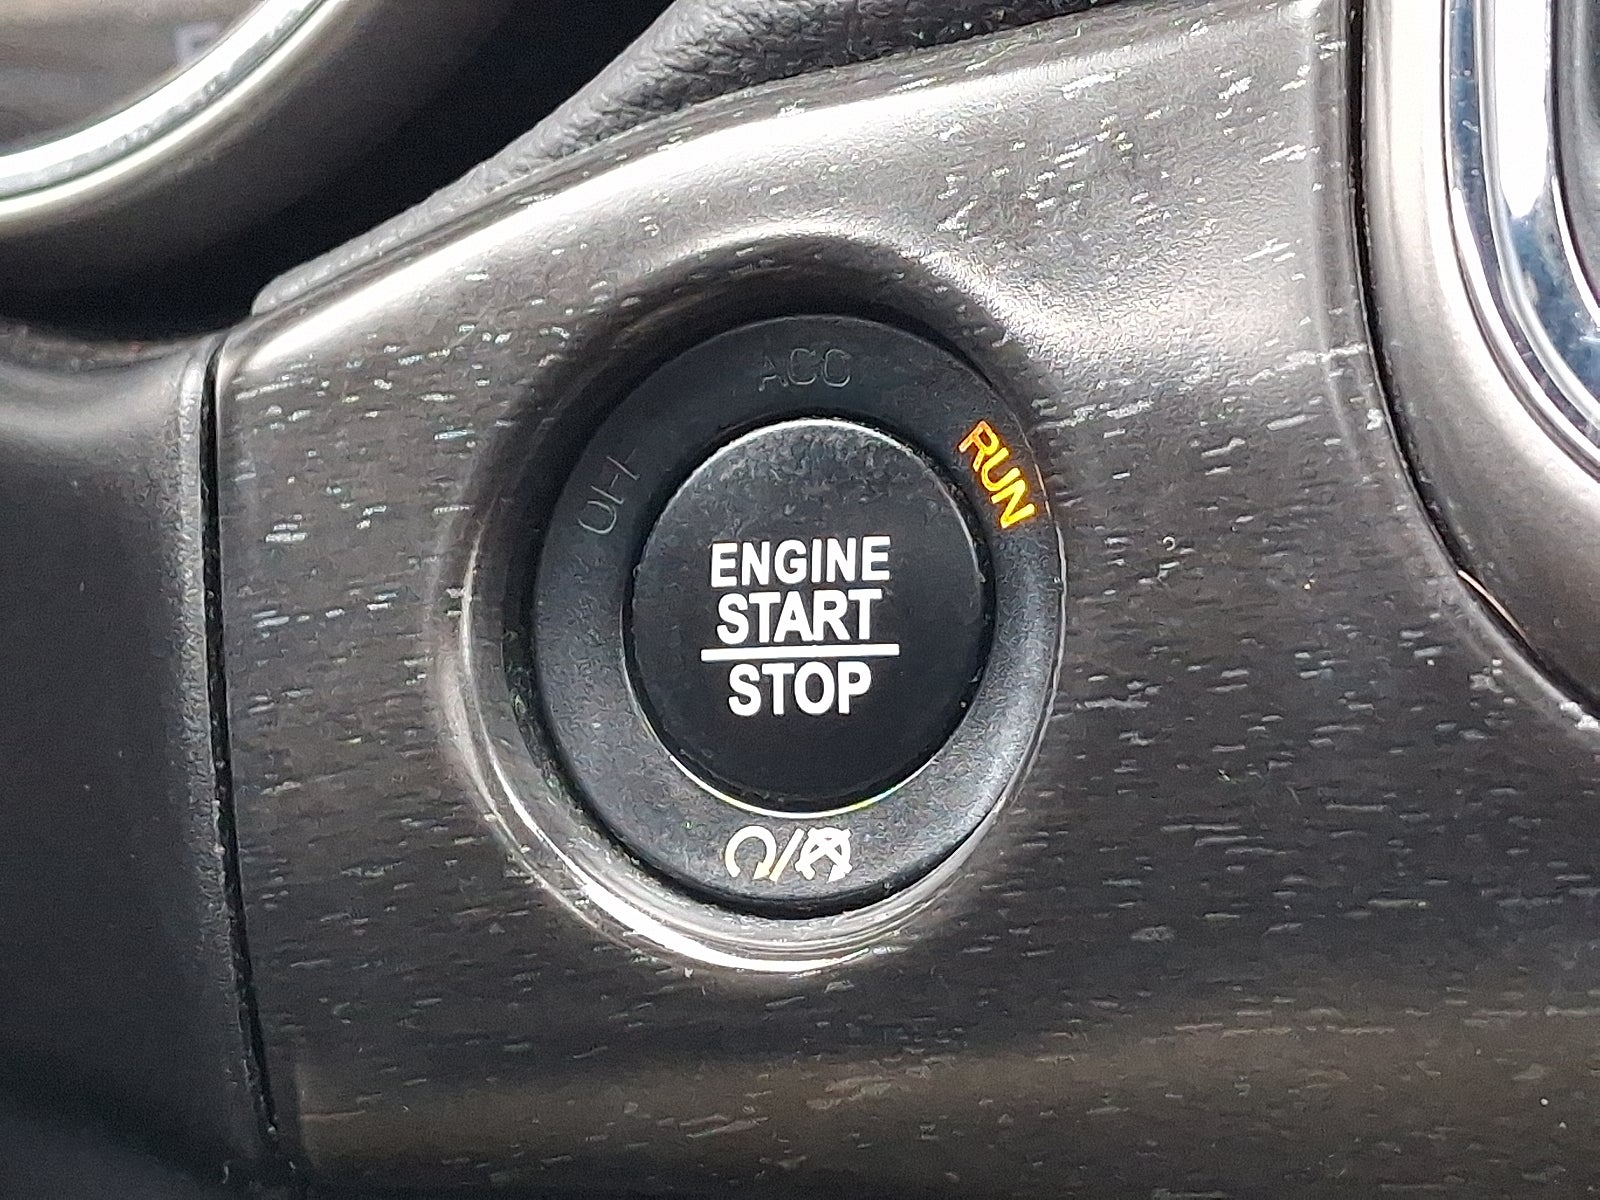 ACC
OFF
RUN
ENGINE
START
STOP